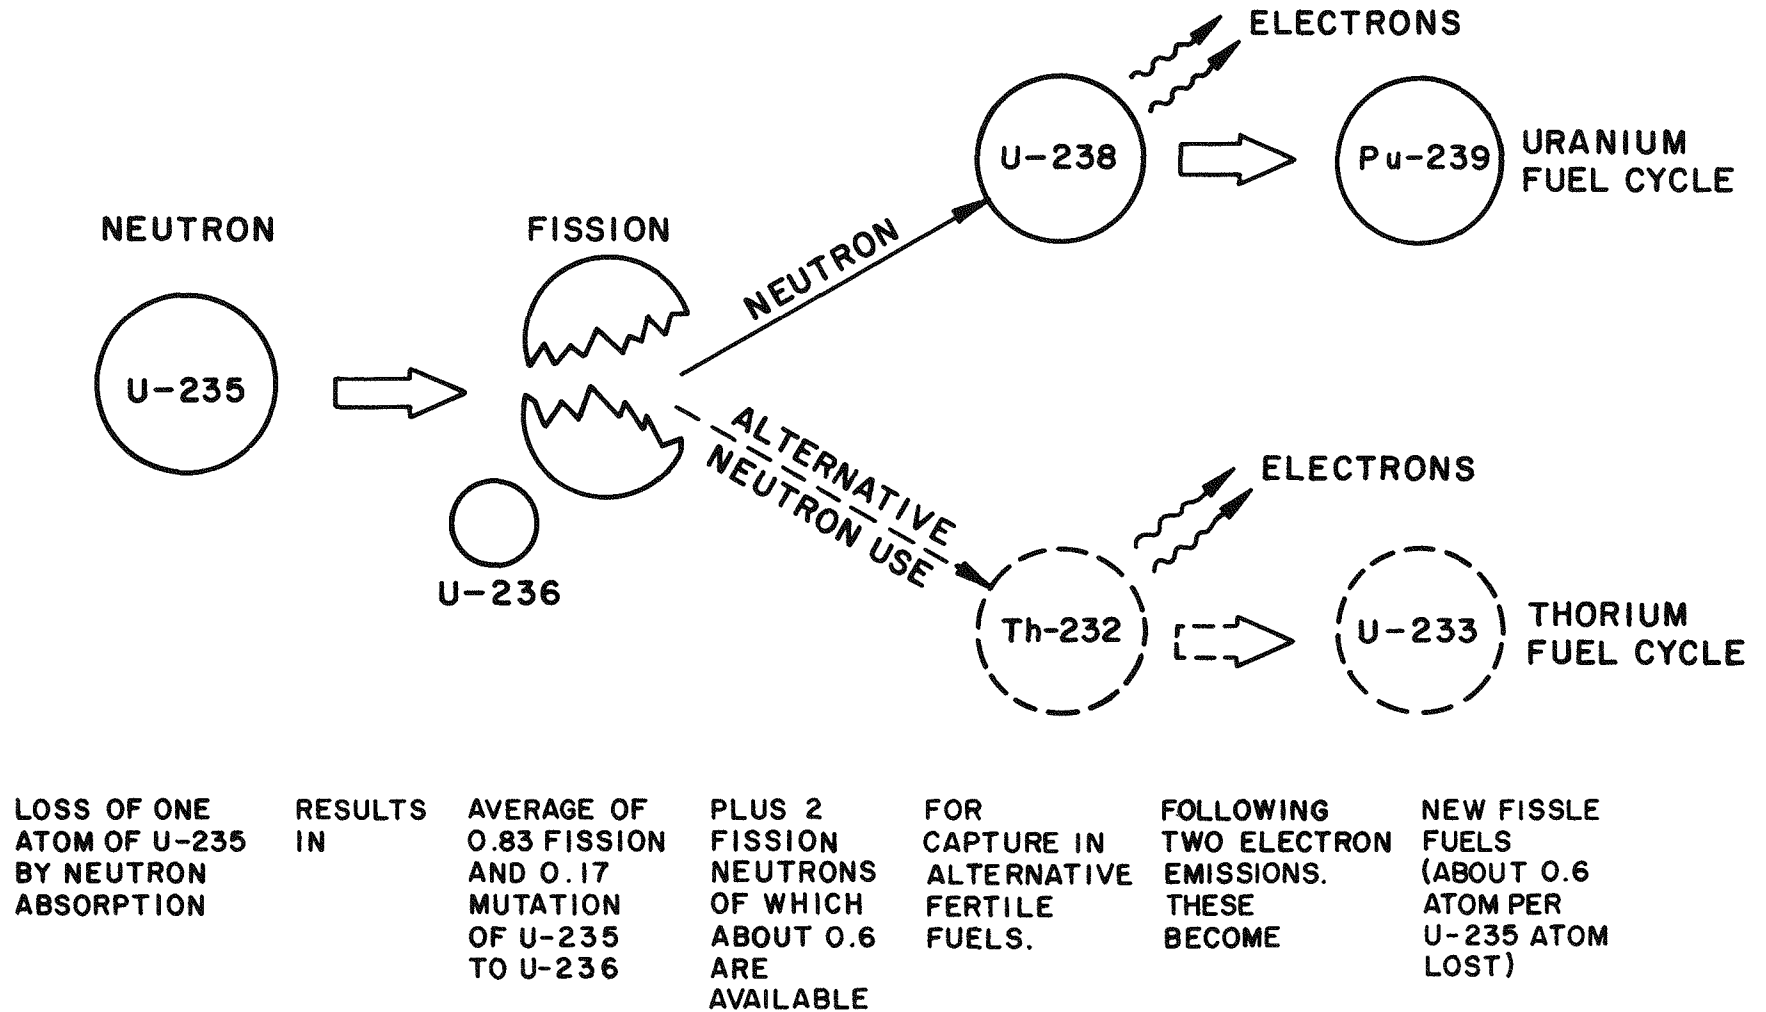 ELECTRONS
U-238
Pu-239
URANIUM
FUEL CYCLE
NEUTRON
FISSION
NEUTRON
U-235
ALTERNATIVE
NEUTRON USE
U-236
ELECTRONS
Th-232
U-233
THORIUM
FUEL CYCLE
LOSS OF ONE
ATOM OF U-235
BY NEUTRON
ABSORPTION
RESULTS
IN
AVERAGE OF
0.83 FISSION
AND 0.17
MUTATION
OF U-235
TO U-236
PLUS 2
FISSION
NEUTRONS
OF WHICH
ABOUT 0.6
ARE
AVAILABLE
FOR
CAPTURE IN
ALTERNATIVE
FERTILE
FUELS.
FOLLOWING
TWO ELECTRON
EMISSIONS.
THESE
BECOME
NEW FISSLE
FUELS
(ABOUT 0.6
ATOM PER
U-235 ATOM
LOST)